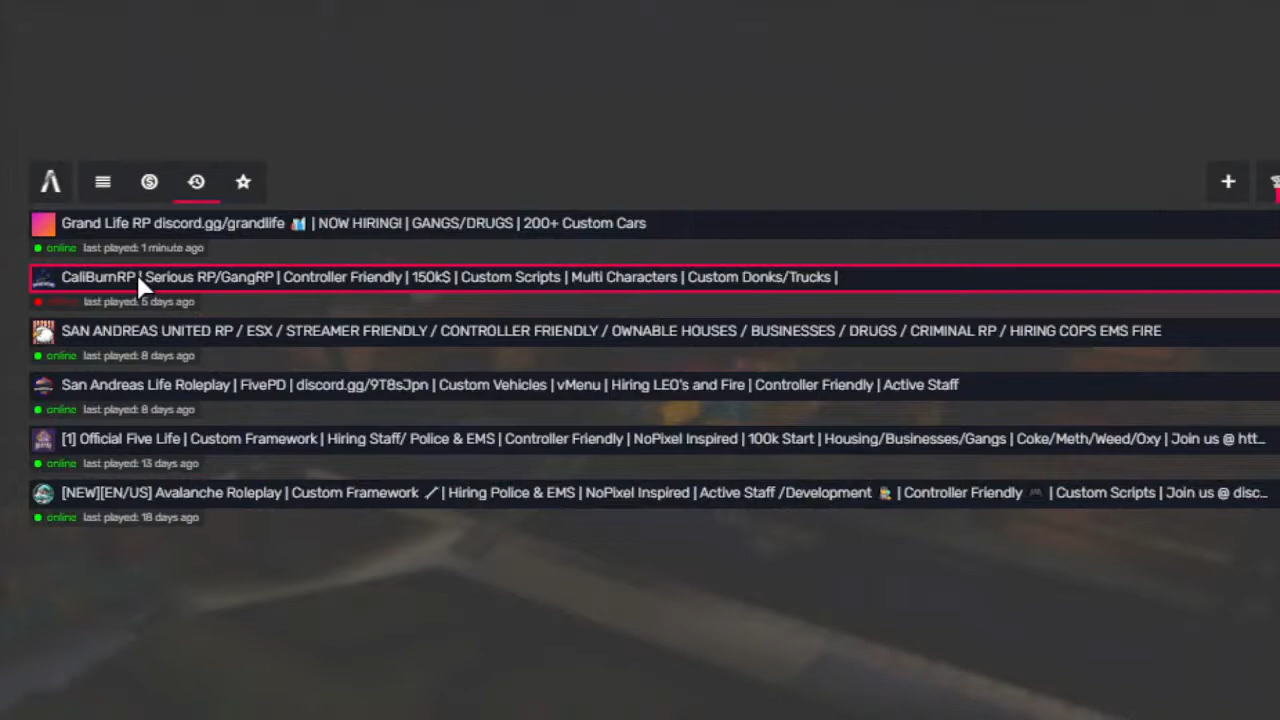 Grand Life RP discord.gg/grandlife | NOW HIRING! | GANGS/DRUGS | 200+ Custom Cars
online last played: 1 minute ago
CaliBurnRP | Serious RP/GangRP | Controller Friendly | 150k$ | Custom Scripts | Multi Characters | Custom Donks/Trucks |
last played: 5 days ago
SAN ANDREAS UNITED RP / ESX / STREAMER FRIENDLY / CONTROLLER FRIENDLY / OWNABLE HOUSES / BUSINESSES / DRUGS / CRIMINAL RP / HIRING COPS EMS FIRE
online last played: 8 days ago
San Andreas Life Roleplay | FivePD | discord.gg/9T8sJpn | Custom Vehicles | vMenu | Hiring LEO's and Fire | Controller Friendly | Active Staff
online last played: 8 days ago
[1] Official Five Life | Custom Framework | Hiring Staff/ Police & EMS | Controller Friendly | NoPixel Inspired | 100k Start | Housing/Businesses/Gangs | Coke/Meth/Weed/Oxy | Join us @ htt...
online last played: 13 days ago
[NEW][EN/US] Avalanche Roleplay | Custom Framework | Hiring Police & EMS | NoPixel Inspired | Active Staff /Development | Controller Friendly | Custom Scripts | Join us @ disc...
online last played: 18 days ago